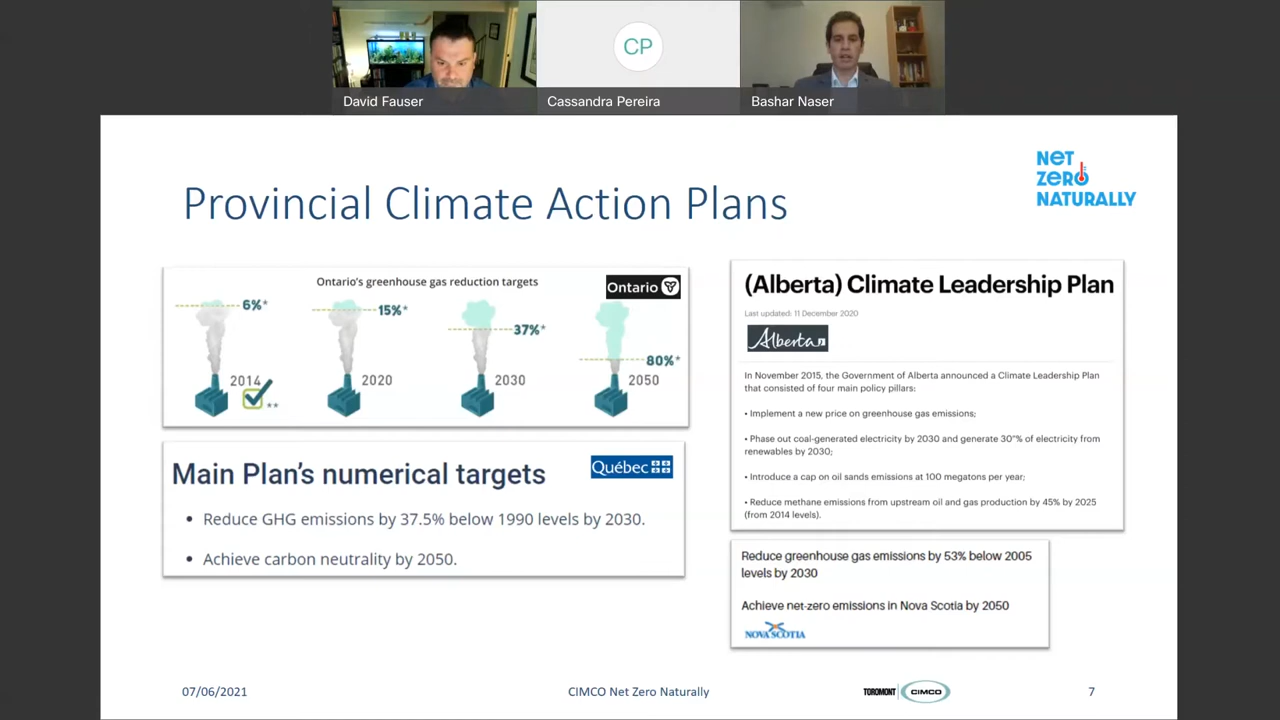 CP
David Fauser
Cassandra Pereira
Bashar Naser
NET
ZERO
NATURALLY
Provincial Climate Action Plans
Ontario's greenhouse gas reduction targets
Ontario
6%*
15%*
37%*
80%*
2014
**
2020
2030
2050
Main Plan's numerical targets
Québec
• Reduce GHG emissions by 37.5% below 1990 levels by 2030.
• Achieve carbon neutrality by 2050.
(Alberta) Climate Leadership Plan
Last updated: 11 December 2020
Alberta
In November 2015, the Government of Alberta announced a Climate Leadership Plan
that consisted of four main policy pillars:
• Implement a new price on greenhouse gas emissions;
• Phase out coal-generated electricity by 2030 and generate 30"% of electricity from
renewables by 2030;
• Introduce a cap on oil sands emissions at 100 megatons per year;
• Reduce methane emissions from upstream oil and gas production by 45% by 2025
(from 2014 levels).
Reduce greenhouse gas emissions by 53% below 2005
levels by 2030
Achieve net-zero emissions in Nova Scotia by 2050
NOVA SCOTIA
07/06/2021
CIMCO Net Zero Naturally
TOROMONT
CIMCO
7